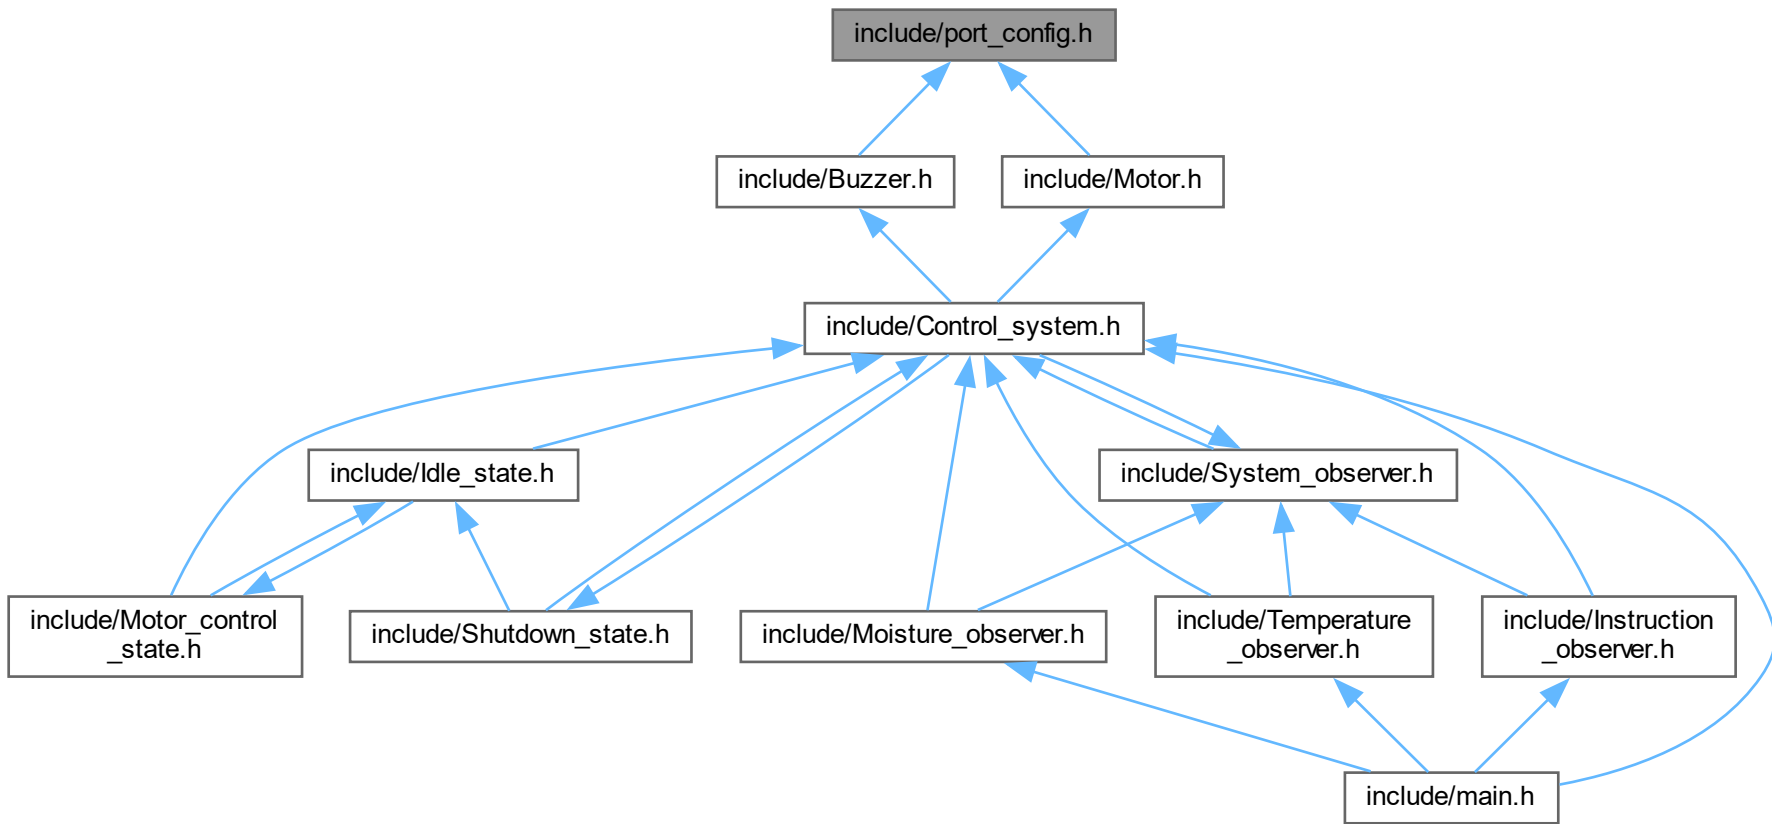 include/port_config.h
include/Buzzer.h
include/Motor.h
include/Control_system.h
include/Idle_state.h
include/System_observer.h
include/Motor_control
_state.h
include/Shutdown_state.h
include/Moisture_observer.h
include/Temperature
_observer.h
include/Instruction
_observer.h
include/main.h